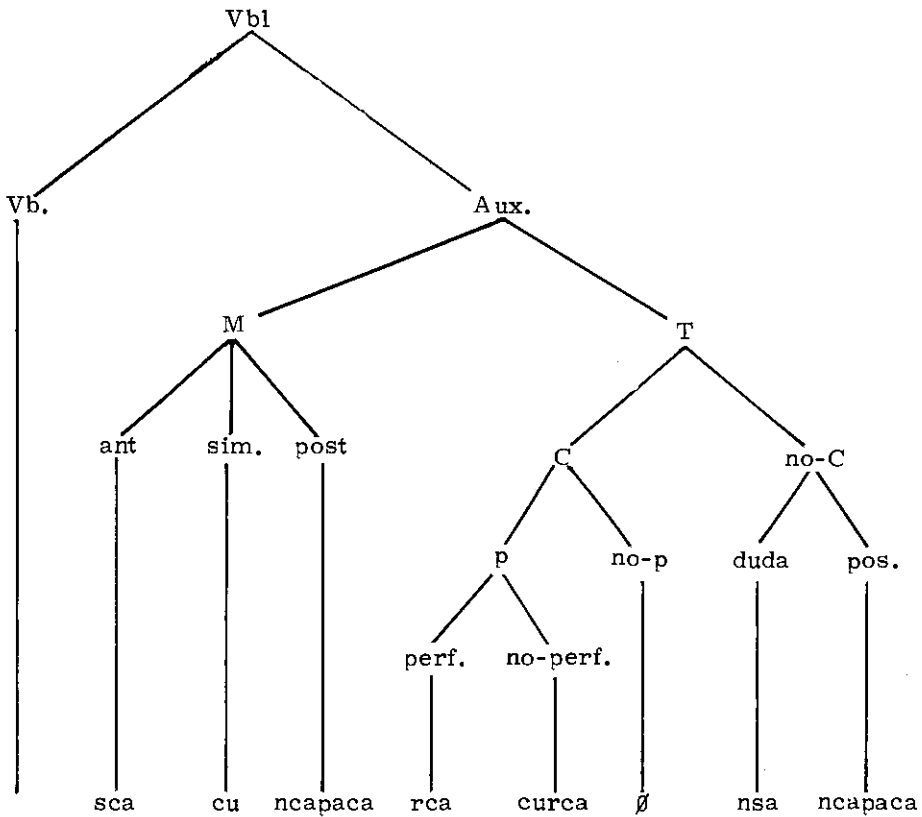 Vbl
Vb. Aux.
M T
ant sim. post C no-C
p no-p duda pos.
perf. no-perf.
sca cu ncapaca rca curca ø nsa ncapaca